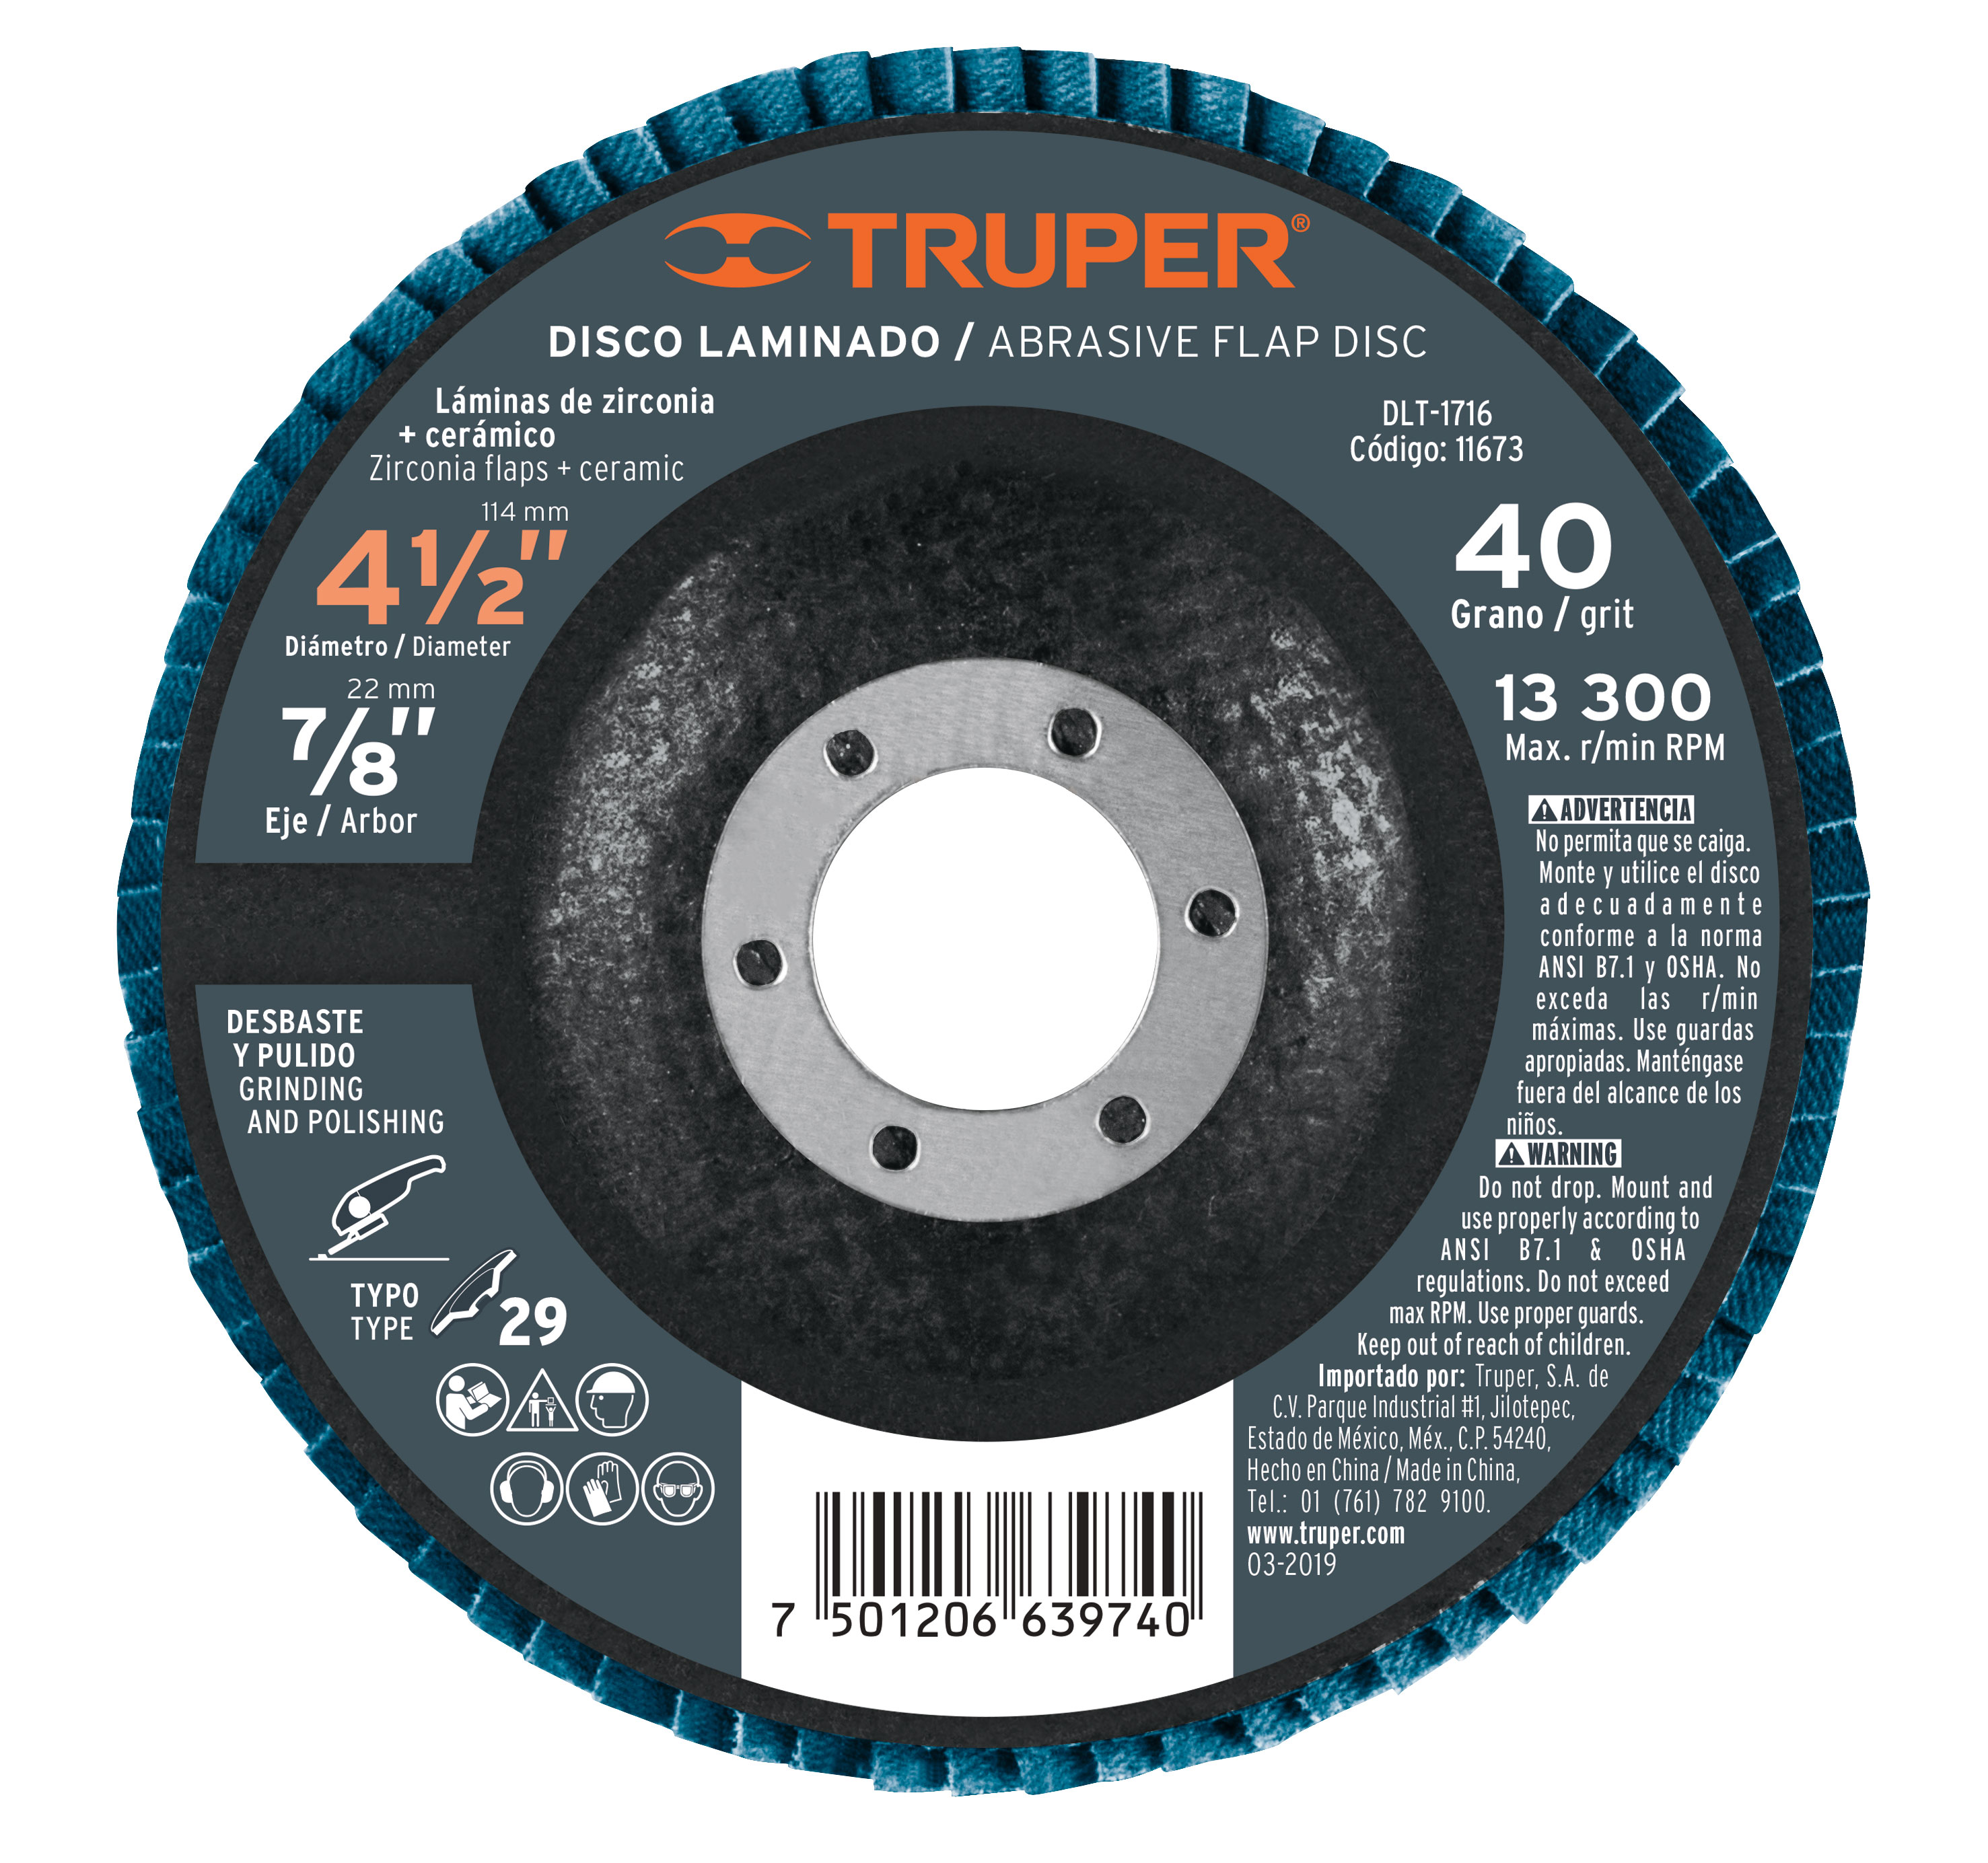 TRUPER®
DISCO LAMINADO / ABRASIVE FLAP DISC
Láminas de zirconia
+ cerámico
Zirconia flaps + ceramic
114 mm
4 1/2"
Diámetro / Diameter
22 mm
7/8"
Eje / Arbor
DLT-1716
Código: 11673
40
Grano / grit
13 300
Max. r/min RPM
ADVERTENCIA
No permita que se caiga.
Monte y utilice el disco
adecuadamente
conforme a la norma
ANSI B7.1 y OSHA. No
exceda las r/min
máximas. Use guardas
apropiadas. Manténgase
fuera del alcance de los
niños.
WARNING
Do not drop. Mount and
use properly according to
ANSI B7.1 & OSHA
regulations. Do not exceed
max RPM. Use proper guards.
Keep out of reach of children.
Importado por: Truper, S.A. de
C.V. Parque Industrial #1, Jilotepec,
Estado de México, Méx., C.P. 54240,
Hecho en China / Made in China,
Tel.: 01 (761) 782 9100.
www.truper.com
03-2019
DESBASTE
Y PULIDO
GRINDING
AND POLISHING
TYPO
TYPE
29
7 501206 639740